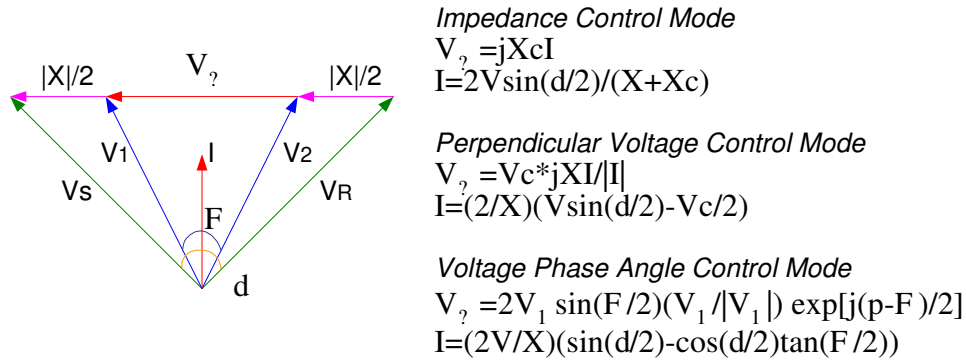 |X|/2
V?
|X|/2
V1
I
V2
Vs
VR
F
d
Impedance Control Mode
V? =jXcI
I=2Vsin(d/2)/(X+Xc)
Perpendicular Voltage Control Mode
V? =Vc*jXI/|I|
I=(2/X)(Vsin(d/2)-Vc/2)
Voltage Phase Angle Control Mode
V? =2V1 sin(F/2)(V1/|V1|) exp[j(p-F)/2]
I=(2V/X)(sin(d/2)-cos(d/2)tan(F/2))